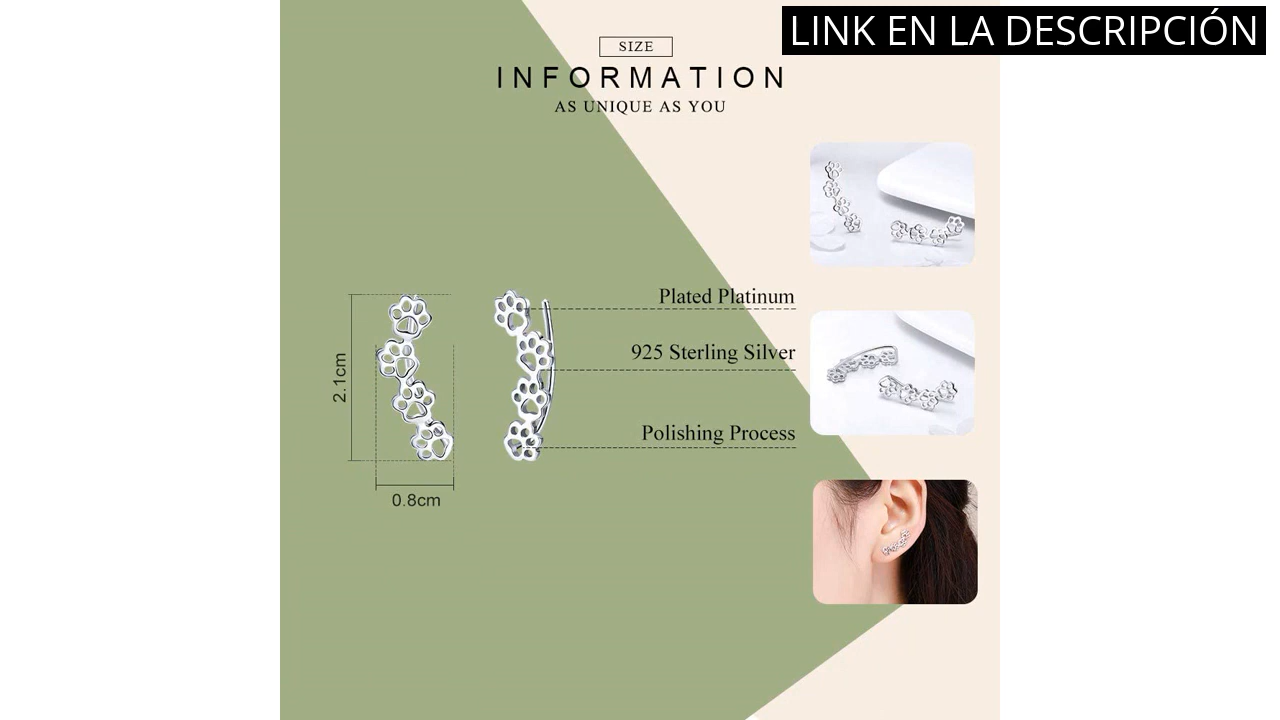 LINK EN LA DESCRIPCIÓN
SIZE
INFORMATION
AS UNIQUE AS YOU
Plated Platinum
925 Sterling Silver
Polishing Process
2.1cm
0.8cm